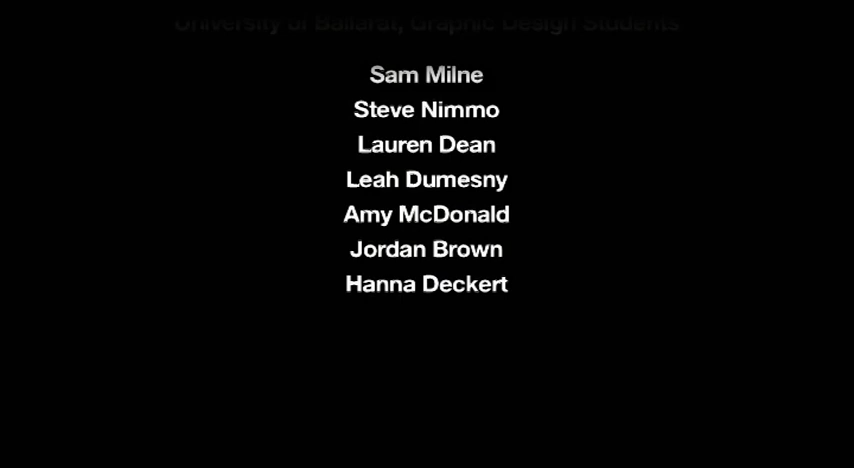 University of Ballarat, Graphic Design Students
Sam Milne
Steve Nimmo
Lauren Dean
Leah Dumesny
Amy McDonald
Jordan Brown
Hanna Deckert